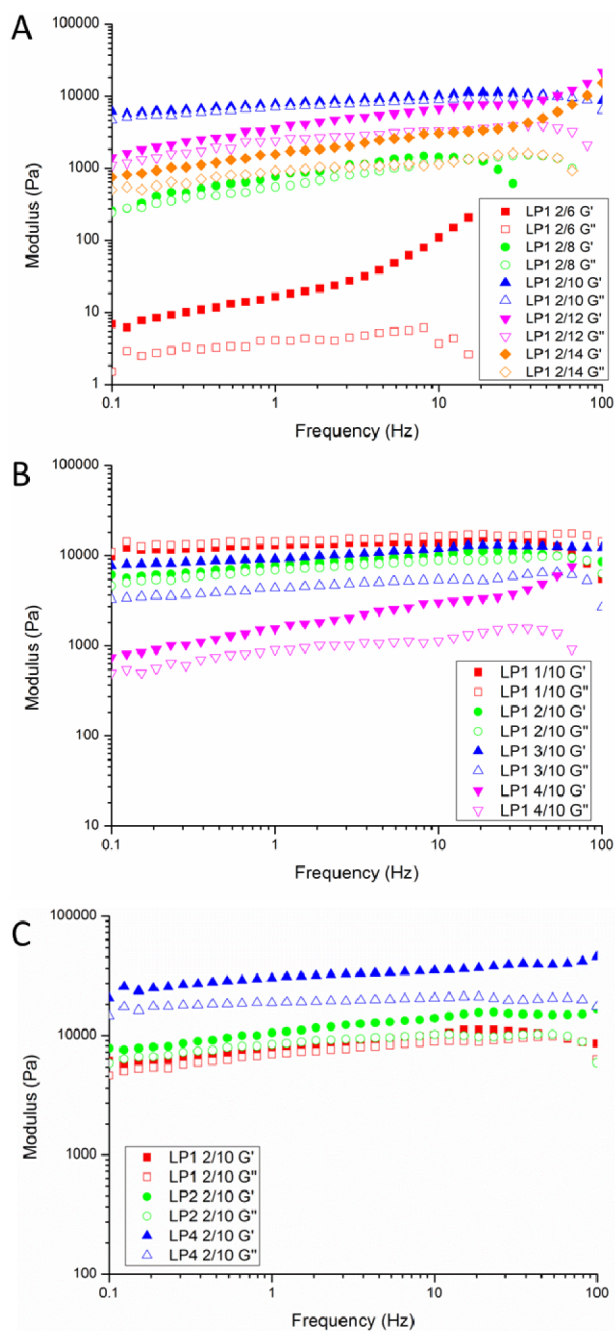 A
100000
10000
1000
100
10
1
Modulus (Pa)
LP1 2/6 G'
LP1 2/6 G"
LP1 2/8 G'
LP1 2/8 G"
LP1 2/10 G'
LP1 2/10 G"
LP1 2/12 G'
LP1 2/12 G"
LP1 2/14 G'
LP1 2/14 G"
0.1 1 10 100
Frequency (Hz)
B
100000
10000
1000
100
10
Modulus (Pa)
LP1 1/10 G'
LP1 1/10 G"
LP1 2/10 G'
LP1 2/10 G"
LP1 3/10 G'
LP1 3/10 G"
LP1 4/10 G'
LP1 4/10 G"
0.1 1 10 100
Frequency (Hz)
C
100000
10000
1000
100
Modulus (Pa)
LP1 2/10 G'
LP1 2/10 G"
LP2 2/10 G'
LP2 2/10 G"
LP4 2/10 G'
LP4 2/10 G"
0.1 1 10 100
Frequency (Hz)